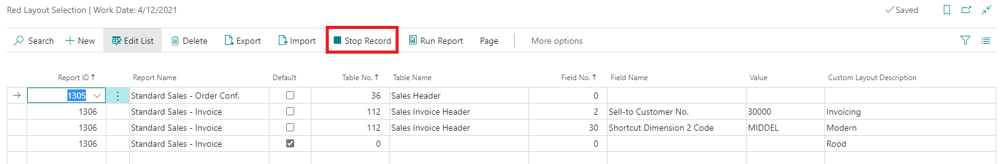 Red Layout Selection | Work Date: 4/12/2021 Saved
Search New Edit List Delete Export Import Stop Record Run Report Page More options
Report ID ↑ Report Name Default Table No. ↑ Table Name Field No. ↑ Field Name Value Custom Layout Description
1305 Standard Sales - Order Conf. 36 Sales Header 0
1306 Standard Sales - Invoice 112 Sales Invoice Header 2 Sell-to Customer No. 30000 Invoicing
1306 Standard Sales - Invoice 112 Sales Invoice Header 30 Shortcut Dimension 2 Code MIDDEL Modern
1306 Standard Sales - Invoice 0 0 Rood